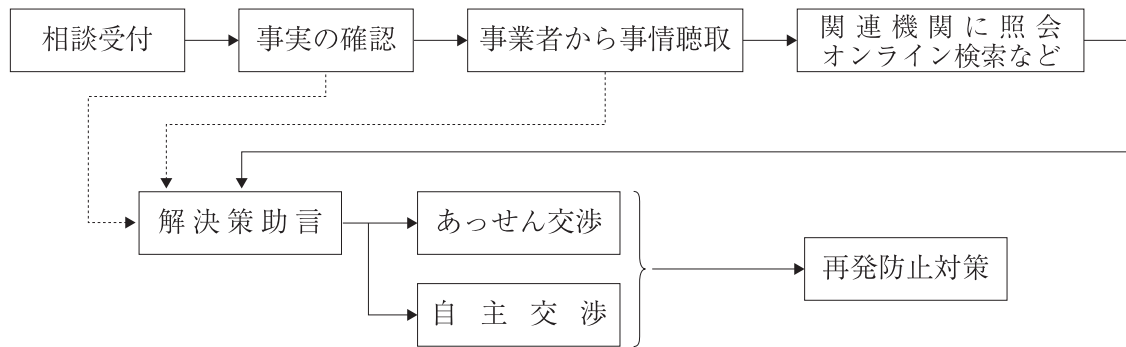 相談受付
事実の確認
事業者から事情聴取
関連機関に照会
オンライン検索など
解決策助言
あっせん交渉
自主交渉
再発防止対策